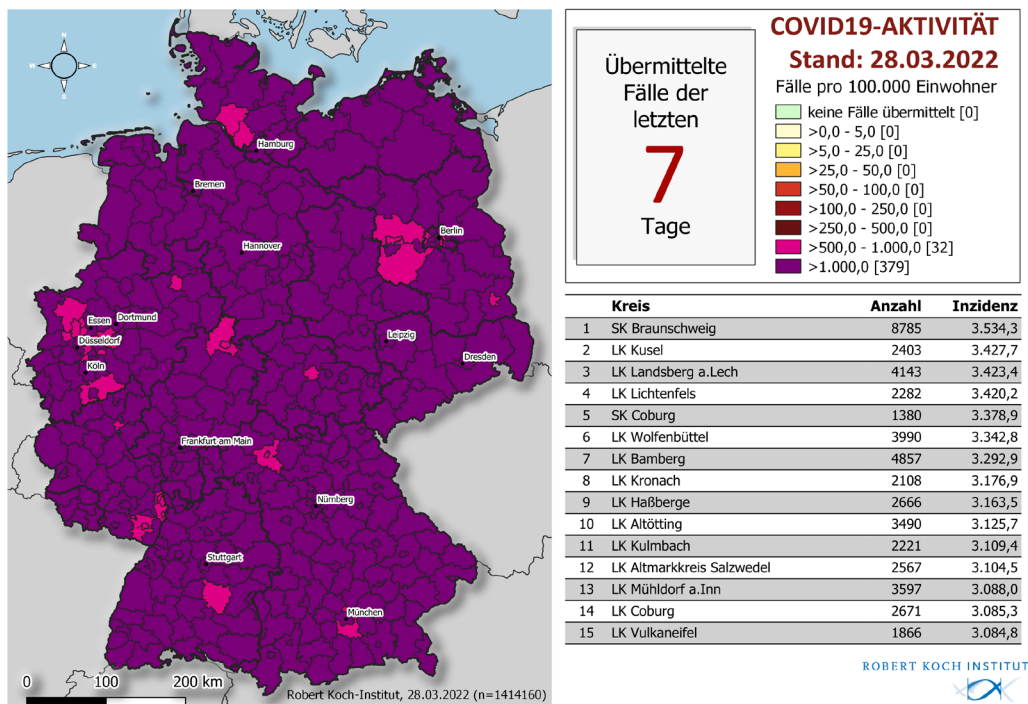 N
W
E
S
Hamburg
Bremen
Berlin
Hannover
Essen
Dortmund
Düsseldorf
Leipzig
Köln
Dresden
Frankfurt am Main
Nürnberg
Stuttgart
München
0 100 200 km
Robert Koch-Institut, 28.03.2022 (n=1414160)
Übermittelte
Fälle der
letzten
7
Tage
COVID19-AKTIVITÄT
Stand: 28.03.2022
Fälle pro 100.000 Einwohner
keine Fälle übermittelt [0]
>0,0 - 5,0 [0]
>5,0 - 25,0 [0]
>25,0 - 50,0 [0]
>50,0 - 100,0 [0]
>100,0 - 250,0 [0]
>250,0 - 500,0 [0]
>500,0 - 1.000,0 [32]
>1.000,0 [379]
Kreis Anzahl Inzidenz
1 SK Braunschweig 8785 3.534,3
2 LK Kusel 2403 3.427,7
3 LK Landsberg a.Lech 4143 3.423,4
4 LK Lichtenfels 2282 3.420,2
5 SK Coburg 1380 3.378,9
6 LK Wolfenbüttel 3990 3.342,8
7 LK Bamberg 4857 3.292,9
8 LK Kronach 2108 3.176,9
9 LK Haßberge 2666 3.163,5
10 LK Altötting 3490 3.125,7
11 LK Kulmbach 2221 3.109,4
12 LK Altmarkkreis Salzwedel 2567 3.104,5
13 LK Mühldorf a.Inn 3597 3.088,0
14 LK Coburg 2671 3.085,3
15 LK Vulkaneifel 1866 3.084,8
ROBERT KOCH INSTITUT